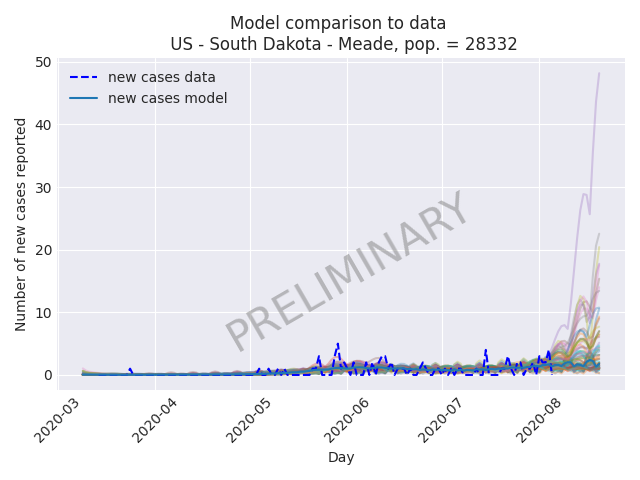 Model comparison to data
US - South Dakota - Meade, pop. = 28332
new cases data
new cases model
PRELIMINARY
Number of new cases reported
50
40
30
20
10
0
2020-03
2020-04
2020-05
2020-06
2020-07
2020-08
Day